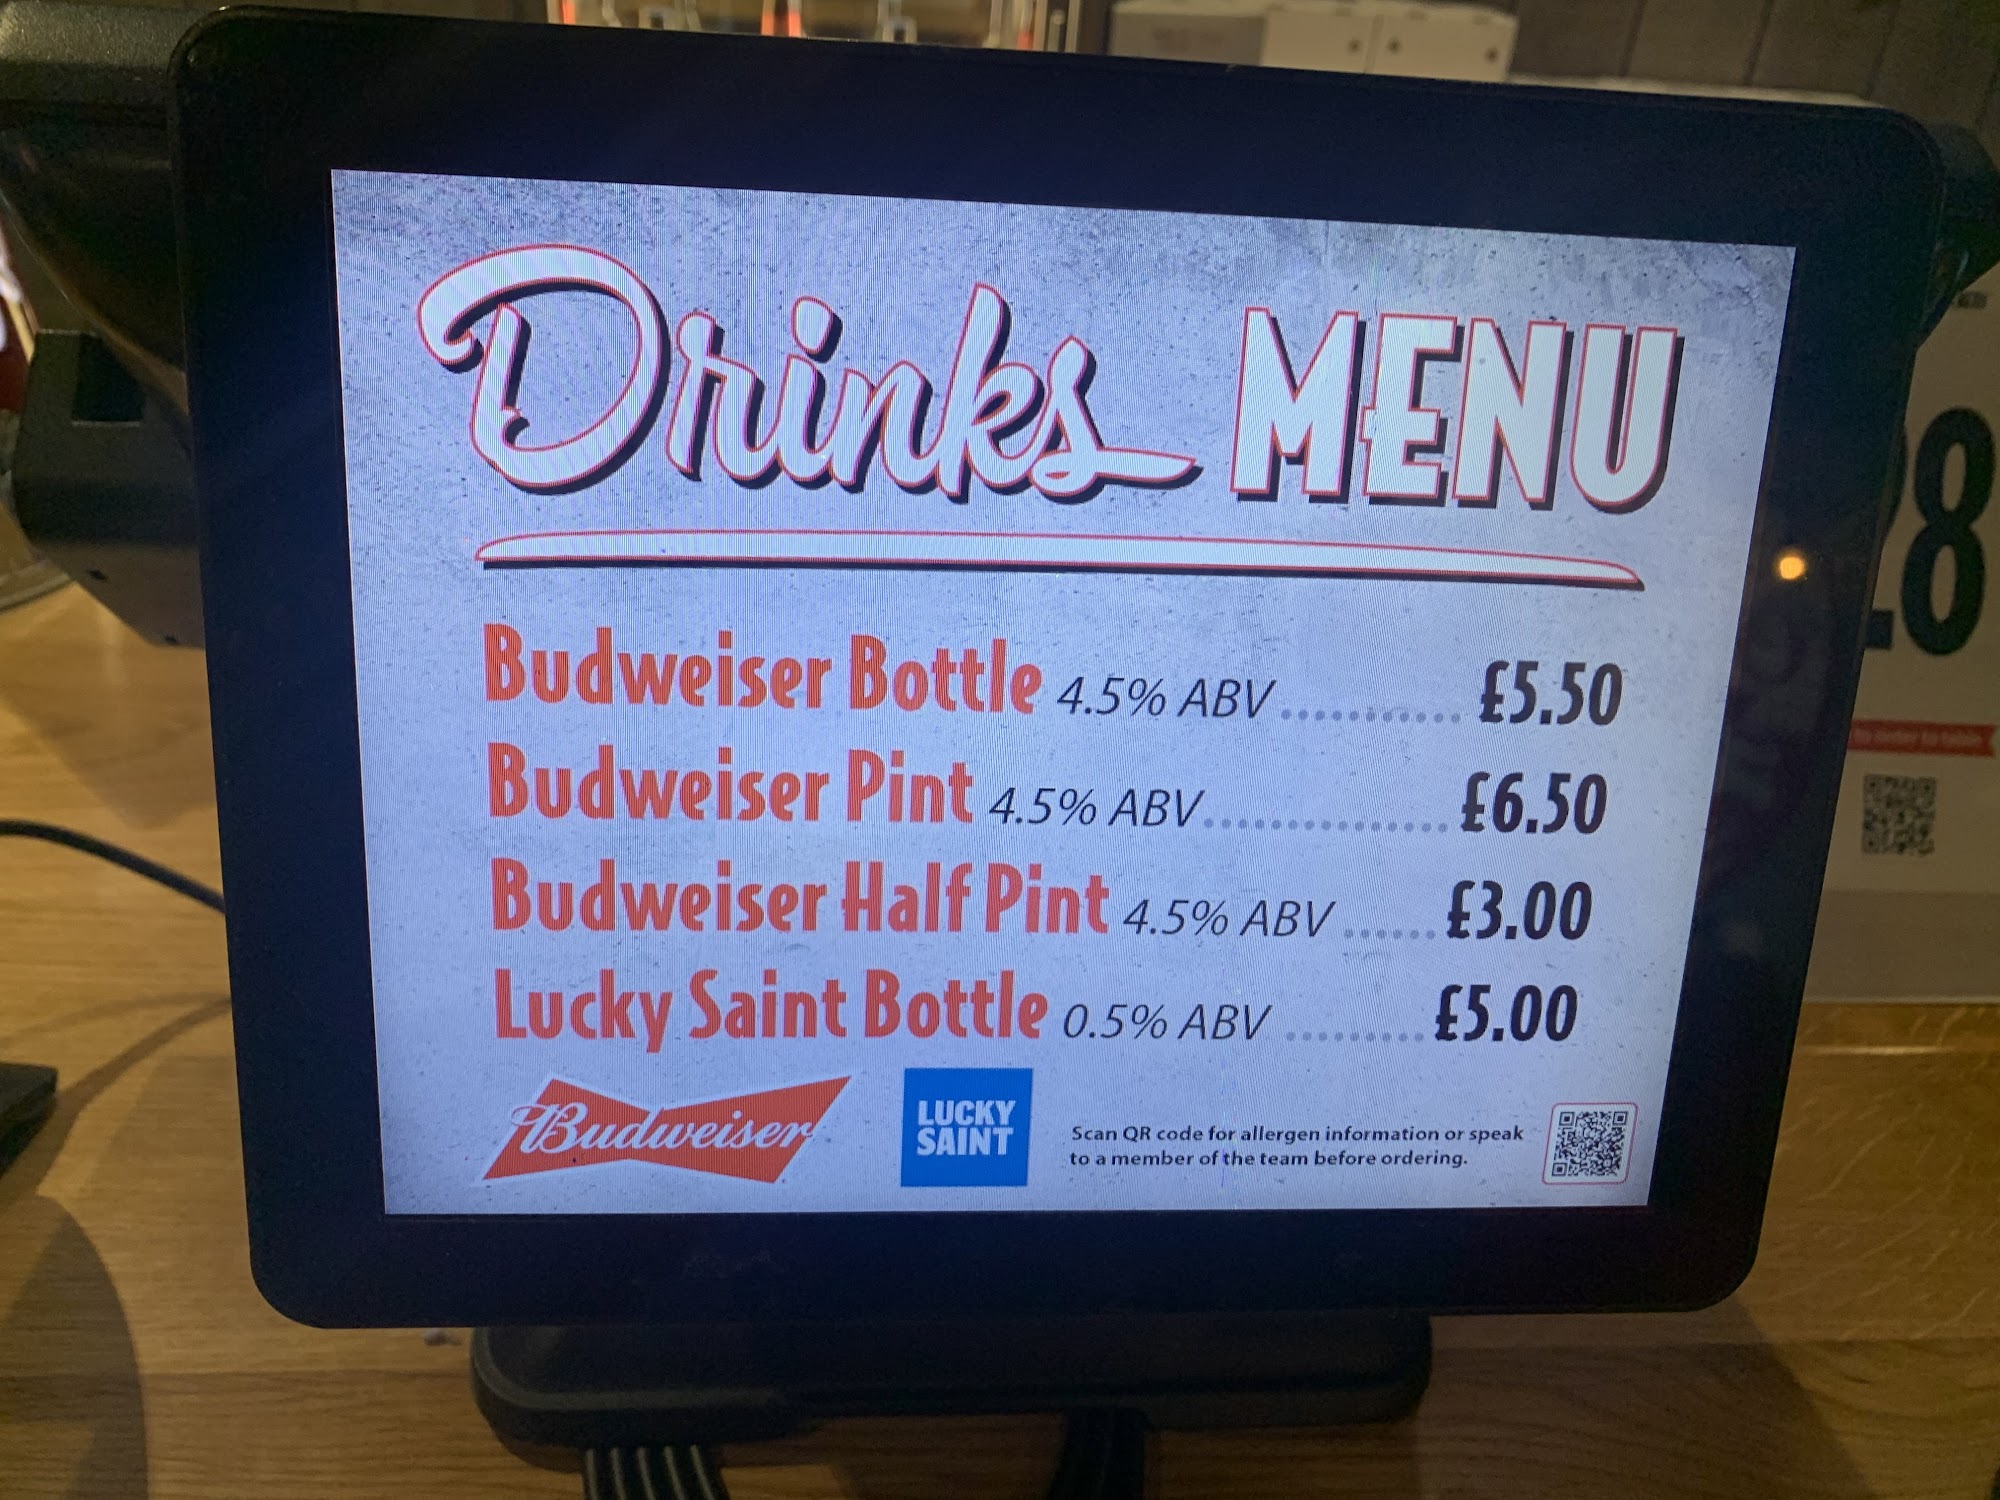 Drinks MENU
Budweiser Bottle 4.5% ABV ........... £5.50
Budweiser Pint 4.5% ABV ............... £6.50
Budweiser Half Pint 4.5% ABV ...... £3.00
Lucky Saint Bottle 0.5% ABV ......... £5.00
Budweiser
LUCKY
SAINT
Scan QR code for allergen information or speak
to a member of the team before ordering.
28